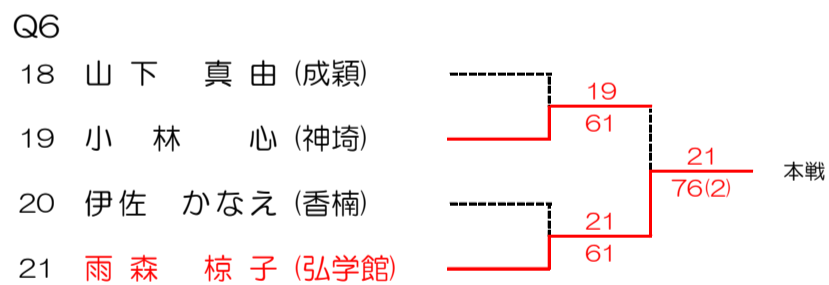 Q6
18 山下 真由 (成穎)
19 小林 心 (神埼)
20 伊佐 かなえ (香楠)
21 雨森 椋子 (弘学館)
19
61
21
61
21
76(2)
本戦